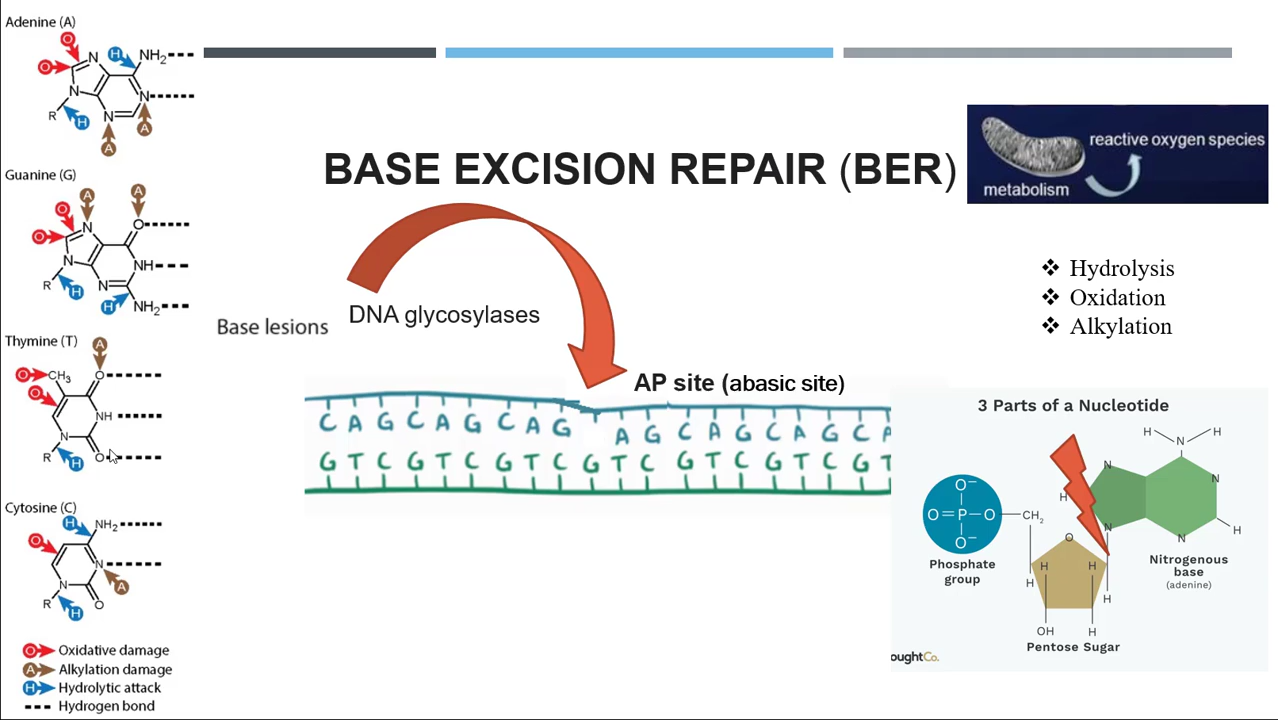 Adenine (A)
O
O
H
NH₂
N
N
N
N
R
H
A
A
Guanine (G)
A
A
O
O
O
N
N
NH
N
R
H
H
NH₂
Thymine (T)
A
O
CH₃
O
O
NH
N
O
R
H
Cytosine (C)
H
NH₂
O
N
N
A
R
O
H
O Oxidative damage
A Alkylation damage
H Hydrolytic attack
Hydrogen bond
BASE EXCISION REPAIR (BER)
Base lesions
DNA glycosylases
AP site (abasic site)
C A G C A G C A G A G C A G C A G C A
G T C G T C G T C G T C G T C G T C G T
reactive oxygen species
metabolism
❖ Hydrolysis
❖ Oxidation
❖ Alkylation
3 Parts of a Nucleotide
H N H
N
N
H
N
N
H
O⁻
O=P—O—CH₂
O⁻
O
H
H
H
H
OH
H
Phosphate
group
Nitrogenous
base
(adenine)
Pentose Sugar
oughtCo.